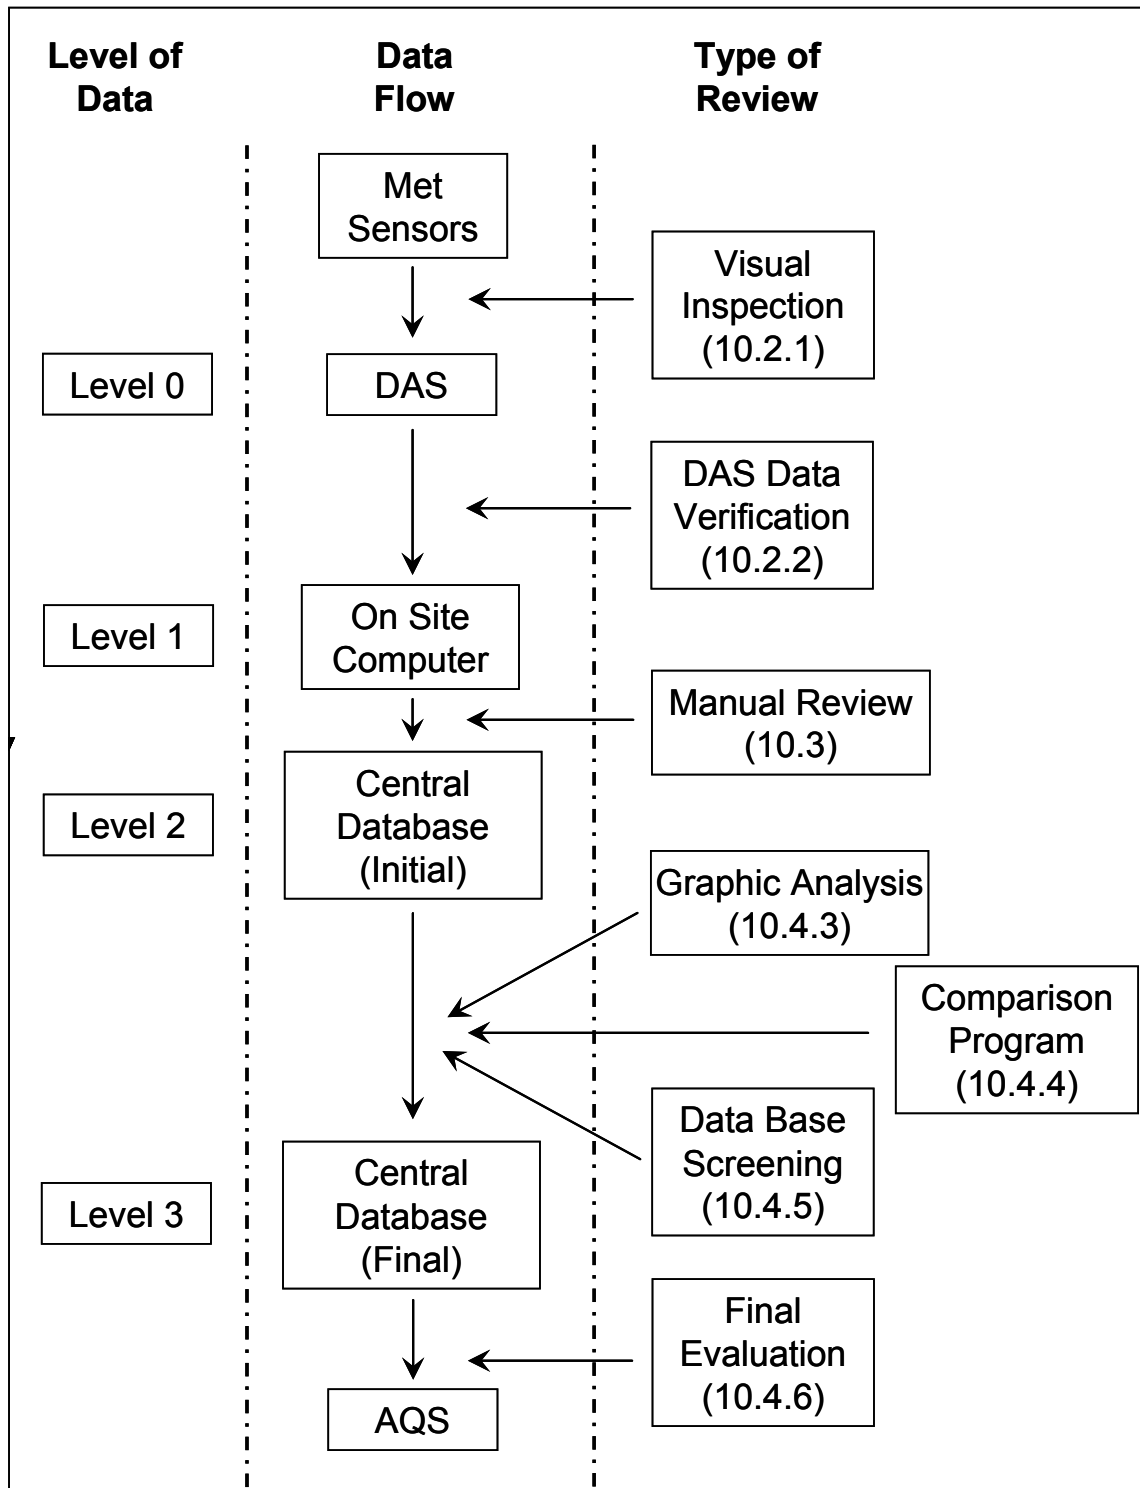 Level of
Data
Data
Flow
Type of
Review
Met
Sensors
Visual
Inspection
(10.2.1)
Level 0
DAS
DAS Data
Verification
(10.2.2)
Level 1
On Site
Computer
Manual Review
(10.3)
Level 2
Central
Database
(Initial)
Graphic Analysis
(10.4.3)
Comparison
Program
(10.4.4)
Data Base
Screening
(10.4.5)
Level 3
Central
Database
(Final)
Final
Evaluation
(10.4.6)
AQS